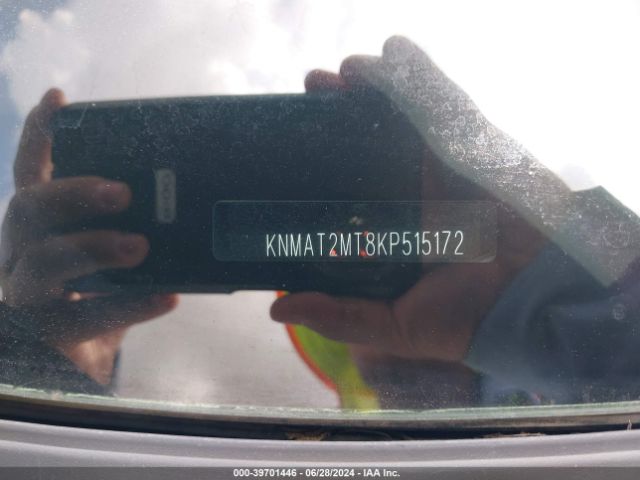 KNMAT2MT8KP515172
000-39701446 - 06/28/2024 - IAA Inc.